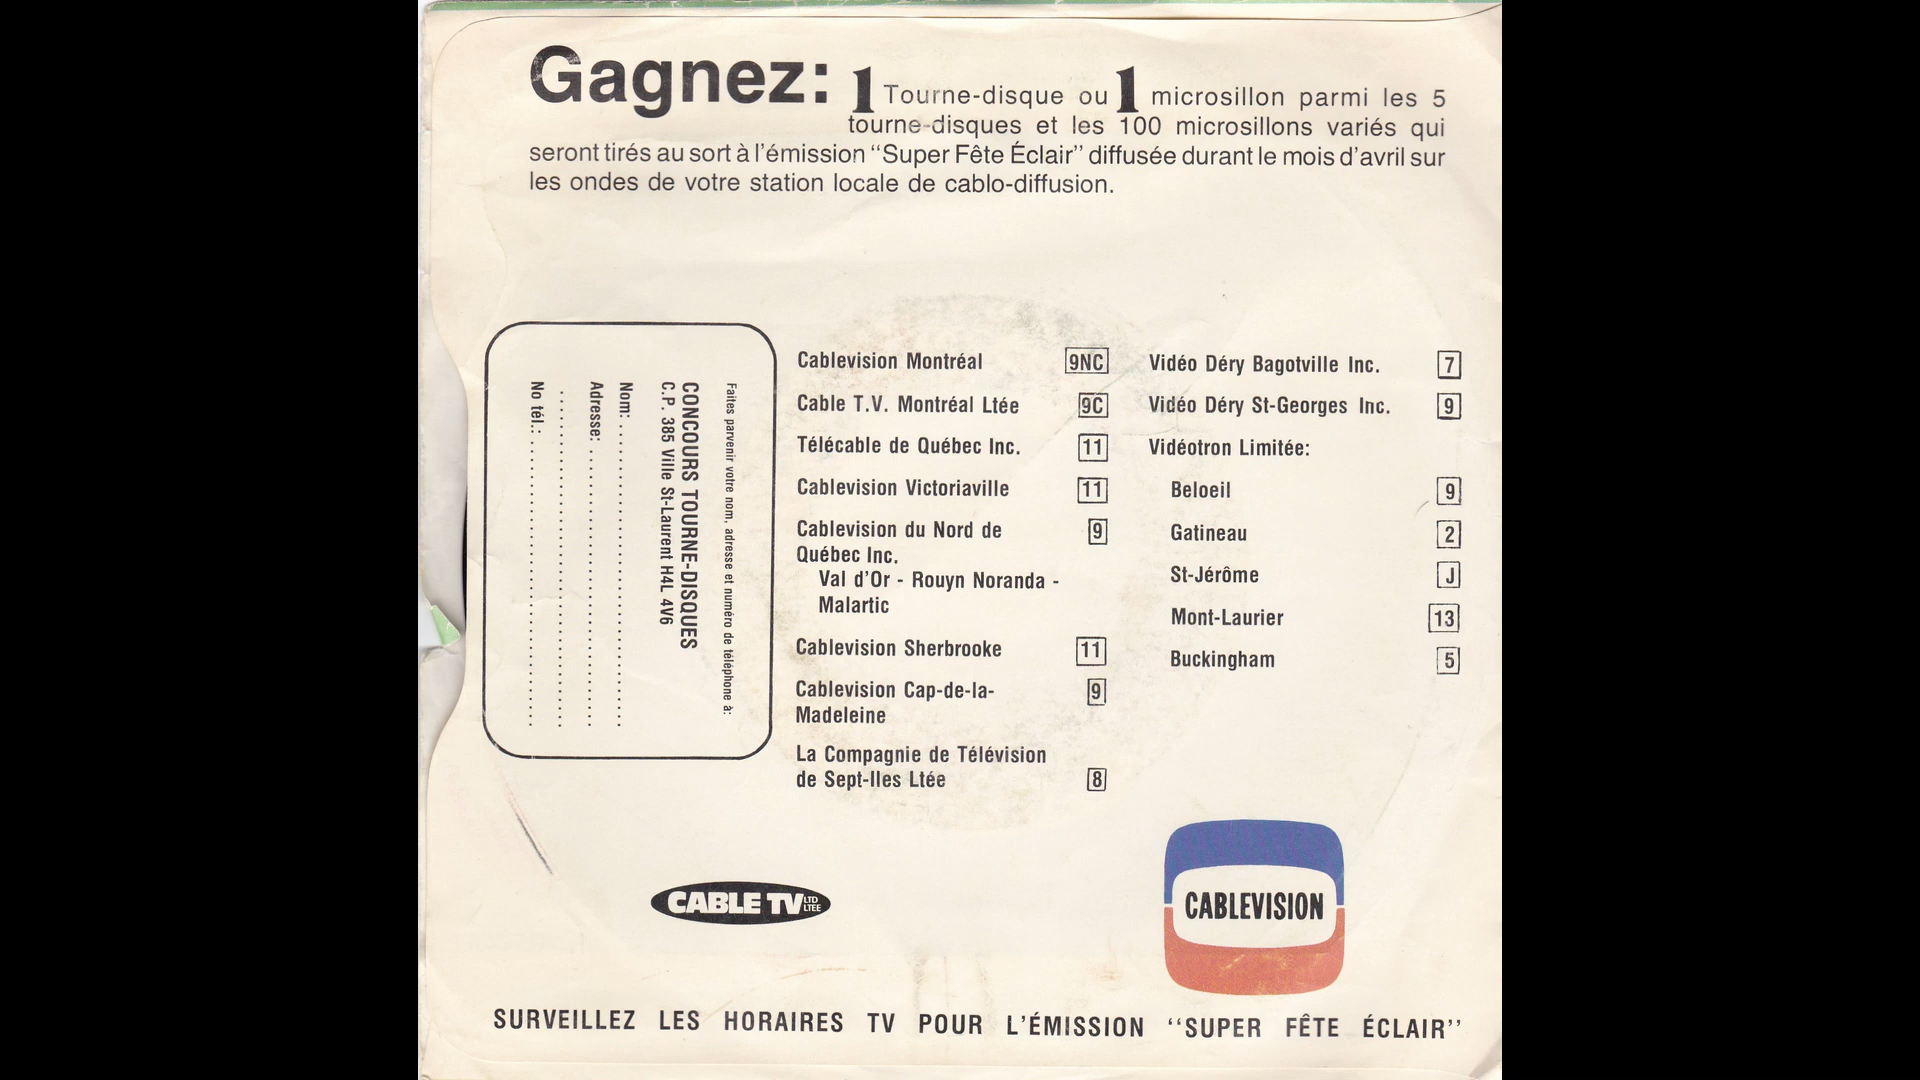 Gagnez: 1 Tourne-disque ou 1 microsillon parmi les 5
tourne-disques et les 100 microsillons variés qui
seront tirés au sort à l'émission "Super Fête Éclair" diffusée durant le mois d'avril sur
les ondes de votre station locale de cablo-diffusion.
Faites parvenir votre nom, adresse et numéro de téléphone à:
CONCOURS TOURNE-DISQUES
C.P. 385 Ville St-Laurent H4L 4V6
Nom:
Adresse:
No tél.:
Cablevision Montréal 9NC
Cable T.V. Montréal Ltée 9C
Télécable de Québec Inc. 11
Cablevision Victoriaville 11
Cablevision du Nord de 9
Québec Inc.
Val d'Or - Rouyn Noranda -
Malartic
Cablevision Sherbrooke 11
Cablevision Cap-de-la- 9
Madeleine
La Compagnie de Télévision
de Sept-Iles Ltée 8
Vidéo Déry Bagotville Inc. 7
Vidéo Déry St-Georges Inc. 9
Vidéotron Limitée:
Beloeil 9
Gatineau 2
St-Jérôme J
Mont-Laurier 13
Buckingham 5
CABLE TV LTD LTEE
CABLEVISION
SURVEILLEZ LES HORAIRES TV POUR L'ÉMISSION "SUPER FÊTE ÉCLAIR"